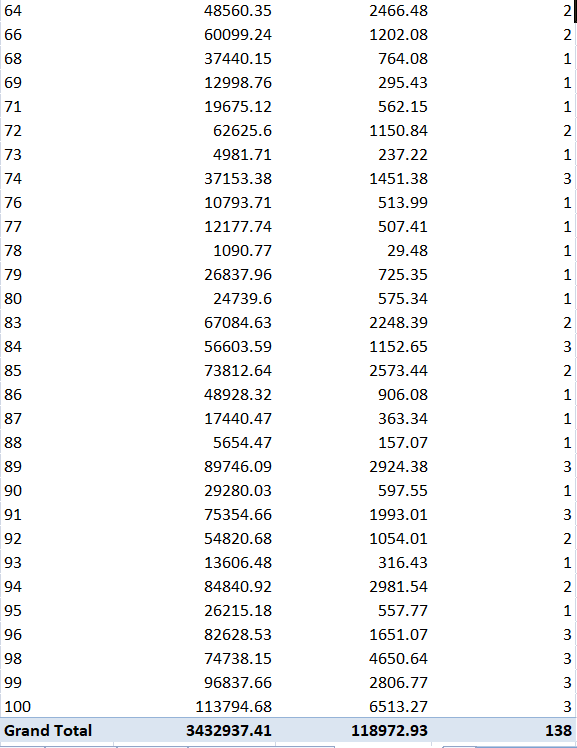 64 48560.35 2466.48 2
66 60099.24 1202.08 2
68 37440.15 764.08 1
69 12998.76 295.43 1
71 19675.12 562.15 1
72 62625.6 1150.84 2
73 4981.71 237.22 1
74 37153.38 1451.38 3
76 10793.71 513.99 1
77 12177.74 507.41 1
78 1090.77 29.48 1
79 26837.96 725.35 1
80 24739.6 575.34 1
83 67084.63 2248.39 2
84 56603.59 1152.65 3
85 73812.64 2573.44 2
86 48928.32 906.08 1
87 17440.47 363.34 1
88 5654.47 157.07 1
89 89746.09 2924.38 3
90 29280.03 597.55 1
91 75354.66 1993.01 3
92 54820.68 1054.01 2
93 13606.48 316.43 1
94 84840.92 2981.54 2
95 26215.18 557.77 1
96 82628.53 1651.07 3
98 74738.15 4650.64 3
99 96837.66 2806.77 3
100 113794.68 6513.27 3
Grand Total 3432937.41 118972.93 138